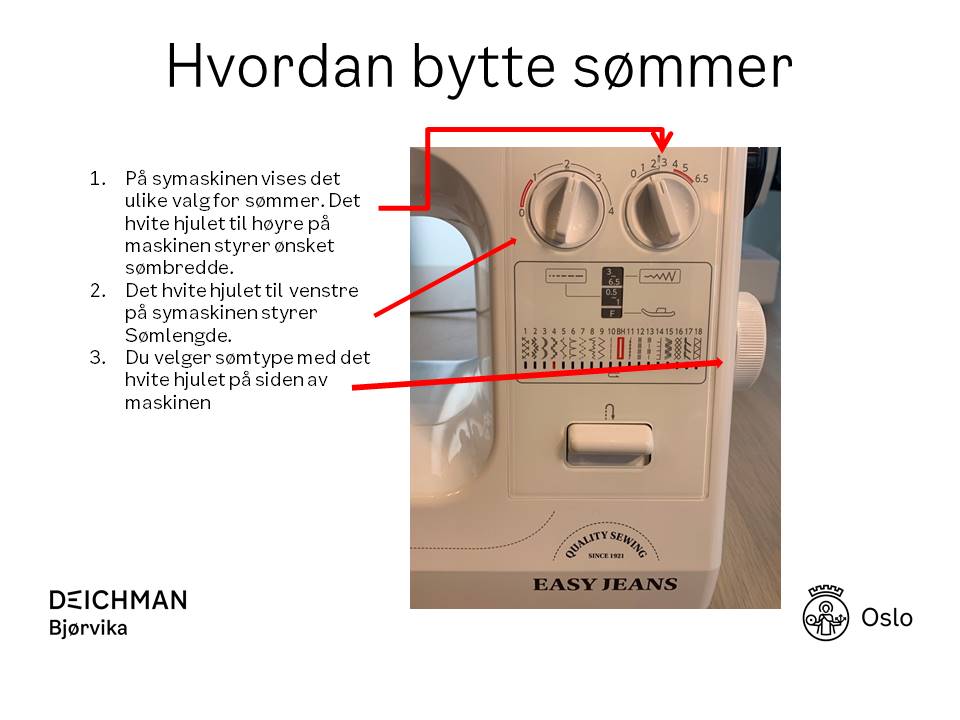 Hvordan bytte sømmer
1. På symaskinen vises det
ulike valg for sømmer. Det
hvite hjulet til høyre på
maskinen styrer ønsket
sømbredde.
2. Det hvite hjulet til venstre
på symaskinen styrer
Sømlengde.
3. Du velger sømtype med det
hvite hjulet på siden av
maskinen
0 1 2 3 4
0 1 2 3 4 5 6.5
3 - 6.5
0.5 - 1
F
1 2 3 4 5 6 7 8 9 10 BH 11 12 13 14 15 16 17 18
QUALITY SEWING
SINCE 1921
EASY JEANS
DEICHMAN
Bjørvika
Oslo